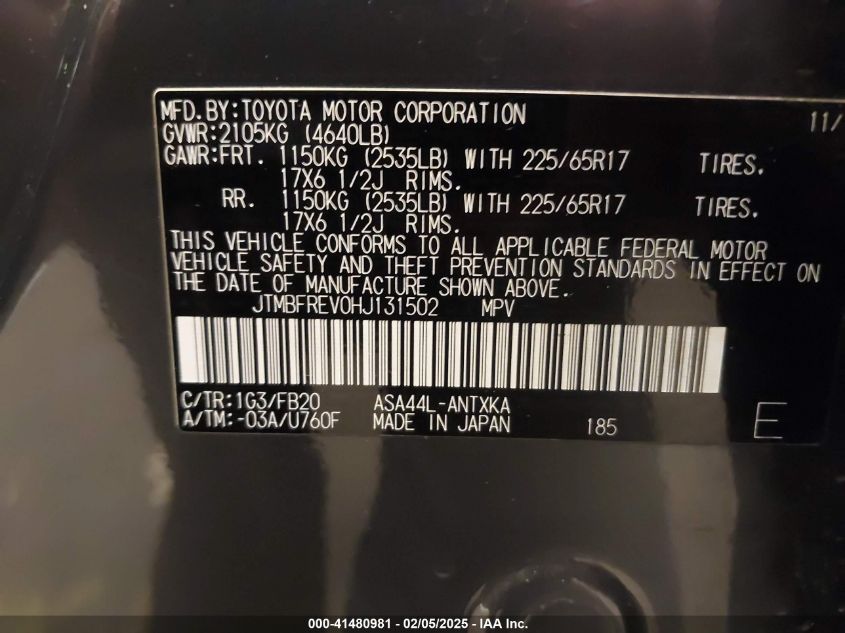 MFD.BY:TOYOTA MOTOR CORPORATION 11/
GVWR:2105KG (4640LB)
GAWR:FRT. 1150KG (2535LB) WITH 225/65R17 TIRES.
17X6 1/2J RIMS.
RR. 1150KG (2535LB) WITH 225/65R17 TIRES.
17X6 1/2J RIMS.
THIS VEHICLE CONFORMS TO ALL APPLICABLE FEDERAL MOTOR
VEHICLE SAFETY AND THEFT PREVENTION STANDARDS IN EFFECT ON
THE DATE OF MANUFACTURE SHOWN ABOVE.
JTMBFREV0HJ131502 MPV
C/TR:1G3/FB20 ASA44L-ANTXKA
A/TM:-03A/U760F MADE IN JAPAN 185 E
000-41480981 - 02/05/2025 - IAA Inc.